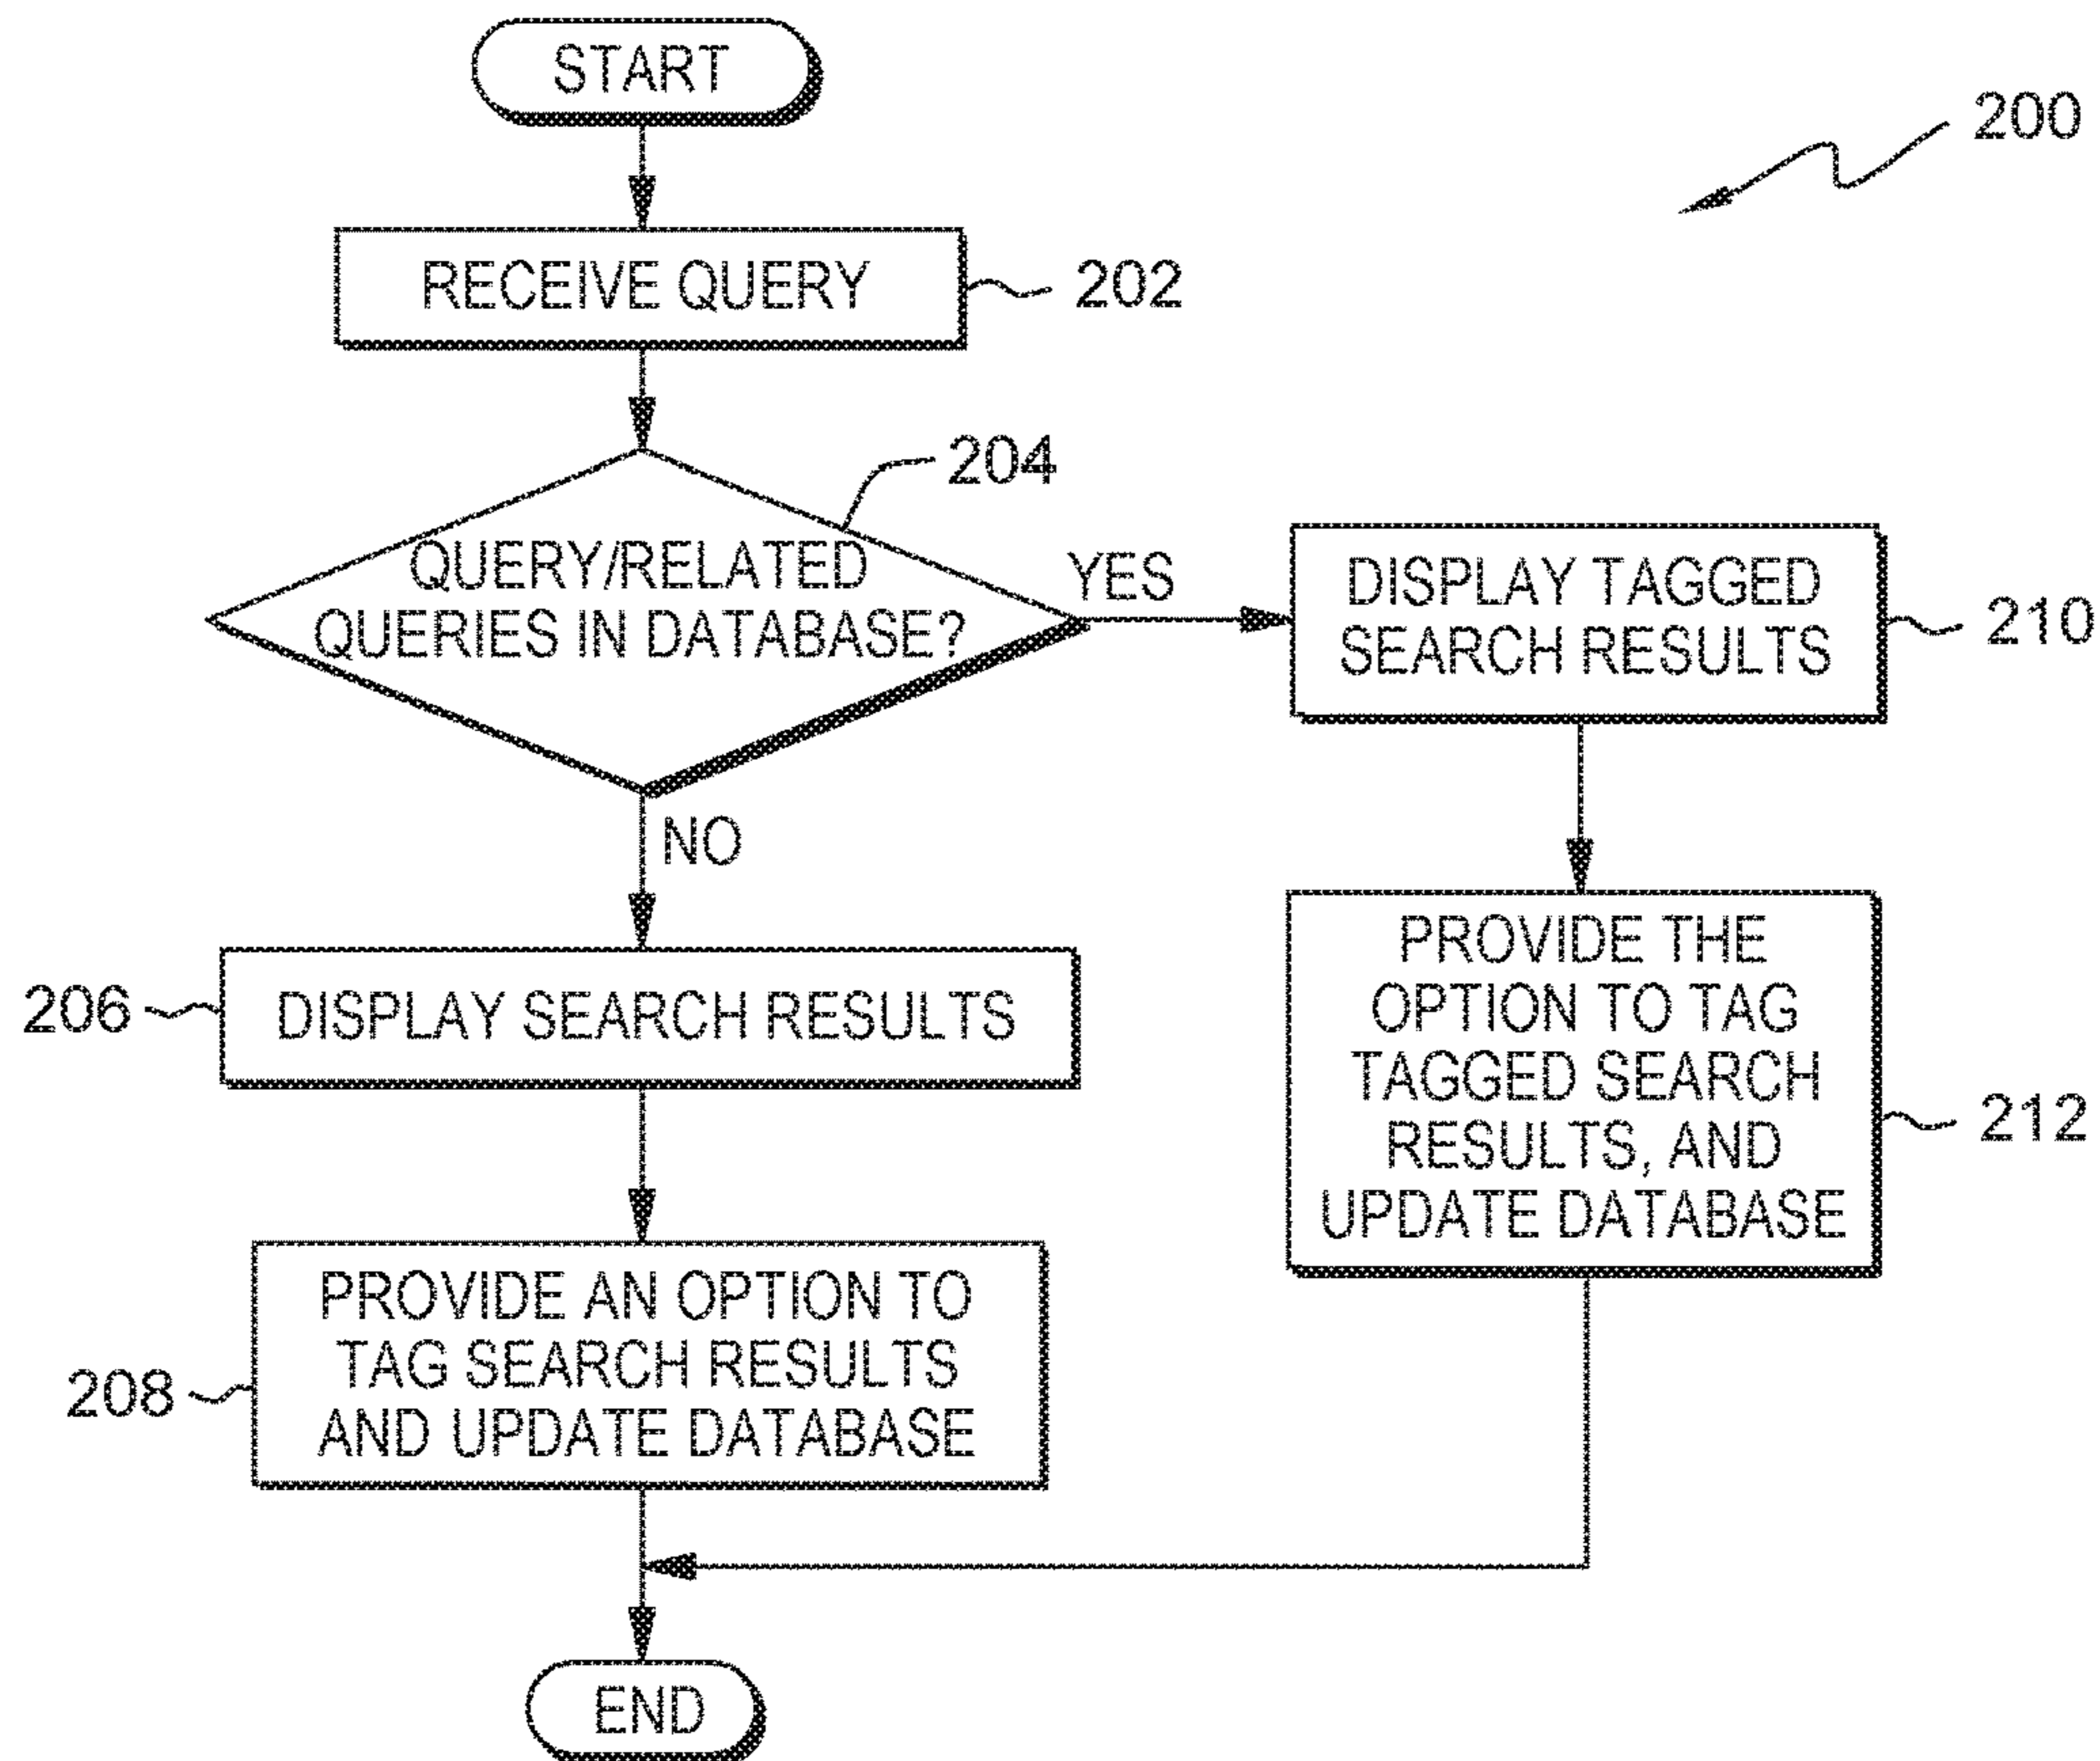 START
200
RECEIVE QUERY
202
204
QUERY/RELATED
QUERIES IN DATABASE?
YES
NO
DISPLAY TAGGED
SEARCH RESULTS
210
206
DISPLAY SEARCH RESULTS
PROVIDE THE
OPTION TO TAG
TAGGED SEARCH
RESULTS, AND
UPDATE DATABASE
212
208
PROVIDE AN OPTION TO
TAG SEARCH RESULTS
AND UPDATE DATABASE
END